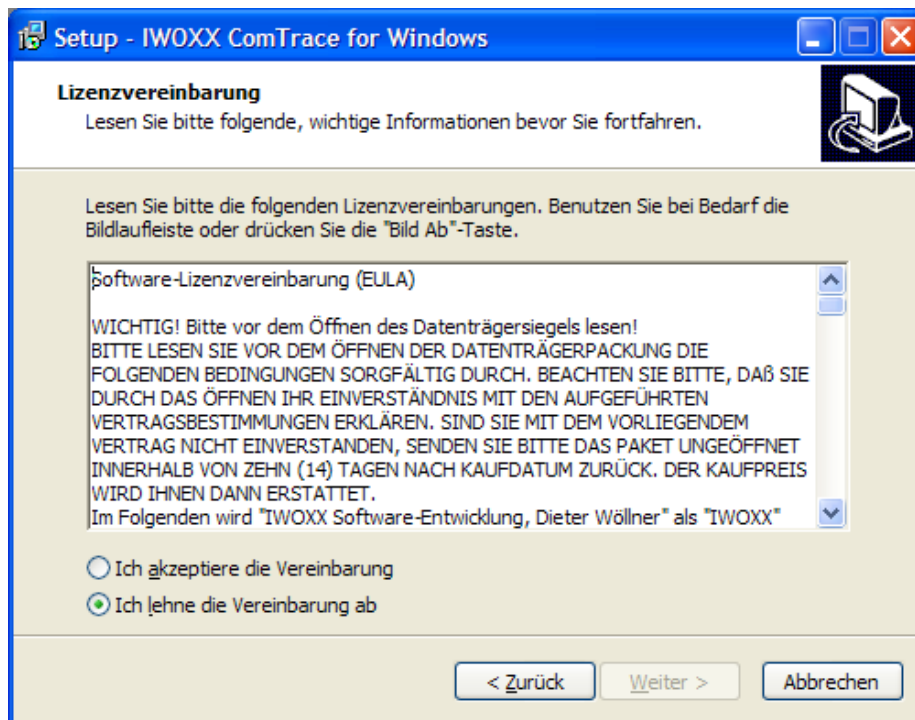 Setup - IWOXX ComTrace for Windows
Lizenzvereinbarung
Lesen Sie bitte folgende, wichtige Informationen bevor Sie fortfahren.
Lesen Sie bitte die folgenden Lizenzvereinbarungen. Benutzen Sie bei Bedarf die
Bildlaufleiste oder drücken Sie die "Bild Ab"-Taste.
Software-Lizenzvereinbarung (EULA)
WICHTIG! Bitte vor dem Öffnen des Datenträgersiegels lesen!
BITTE LESEN SIE VOR DEM ÖFFNEN DER DATENTRÄGERPACKUNG DIE
FOLGENDEN BEDINGUNGEN SORGFÄLTIG DURCH. BEACHTEN SIE BITTE, DAß SIE
DURCH DAS ÖFFNEN IHR EINVERSTÄNDNIS MIT DEN AUFGEFÜHRTEN
VERTRAGSBESTIMMUNGEN ERKLÄREN. SIND SIE MIT DEM VORLIEGENDEM
VERTRAG NICHT EINVERSTANDEN, SENDEN SIE BITTE DAS PAKET UNGEÖFFNET
INNERHALB VON ZEHN (14) TAGEN NACH KAUFDATUM ZURÜCK. DER KAUFPREIS
WIRD IHNEN DANN ERSTATTET.
Im Folgenden wird "IWOXX Software-Entwicklung, Dieter Wöllner" als "IWOXX"
Ich akzeptiere die Vereinbarung
Ich lehne die Vereinbarung ab
< Zurück
Weiter >
Abbrechen